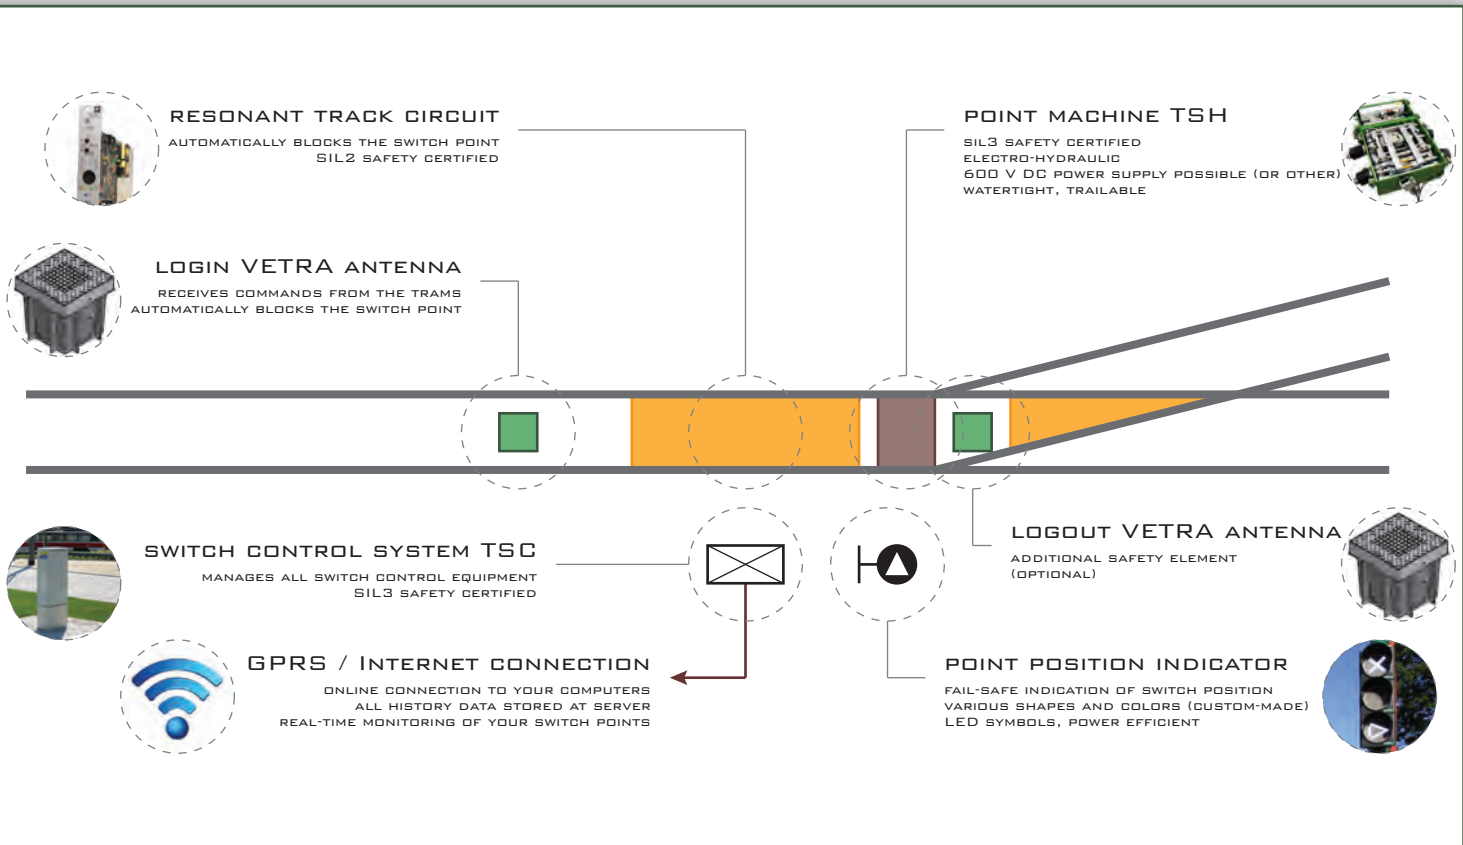 RESONANT TRACK CIRCUIT
AUTOMATICALLY BLOCKS THE SWITCH POINT
SIL2 SAFETY CERTIFIED
POINT MACHINE TSH
SIL3 SAFETY CERTIFIED
ELECTRO-HYDRAULIC
600 V DC POWER SUPPLY POSSIBLE (OR OTHER)
WATERTIGHT, TRAILABLE
LOGIN VETRA ANTENNA
RECEIVES COMMANDS FROM THE TRAMS
AUTOMATICALLY BLOCKS THE SWITCH POINT
LOGOUT VETRA ANTENNA
ADDITIONAL SAFETY ELEMENT
(OPTIONAL)
SWITCH CONTROL SYSTEM TSC
MANAGES ALL SWITCH CONTROL EQUIPMENT
SIL3 SAFETY CERTIFIED
GPRS / INTERNET CONNECTION
ONLINE CONNECTION TO YOUR COMPUTERS
ALL HISTORY DATA STORED AT SERVER
REAL-TIME MONITORING OF YOUR SWITCH POINTS
POINT POSITION INDICATOR
FAIL-SAFE INDICATION OF SWITCH POSITION
VARIOUS SHAPES AND COLORS (CUSTOM-MADE)
LED SYMBOLS, POWER EFFICIENT